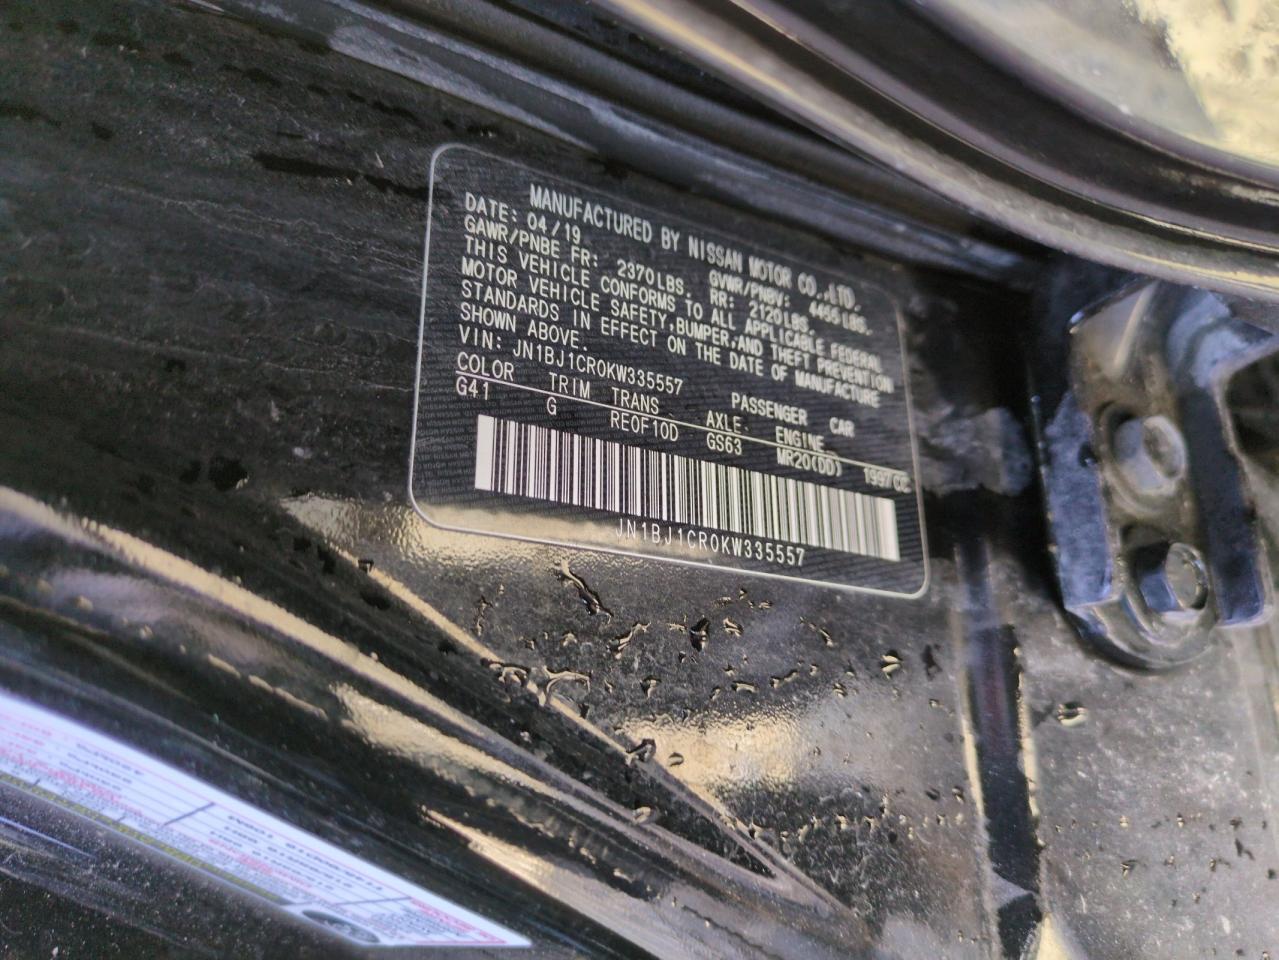 MANUFACTURED BY NISSAN MOTOR CO.,LTD.
DATE: 04/19 GVWR/PNBV: 4455 LBS.
GAWR/PNBE FR: 2370LBS. RR: 2120LBS.
THIS VEHICLE CONFORMS TO ALL APPLICABLE FEDERAL
MOTOR VEHICLE SAFETY,BUMPER,AND THEFT PREVENTION
STANDARDS IN EFFECT ON THE DATE OF MANUFACTURE
SHOWN ABOVE.
VIN: JN1BJ1CR0KW335557 PASSENGER CAR
COLOR TRIM TRANS AXLE ENGINE
G41 G RE0F10D GS63 MR20(DD) 1997CC
JN1BJ1CR0KW335557